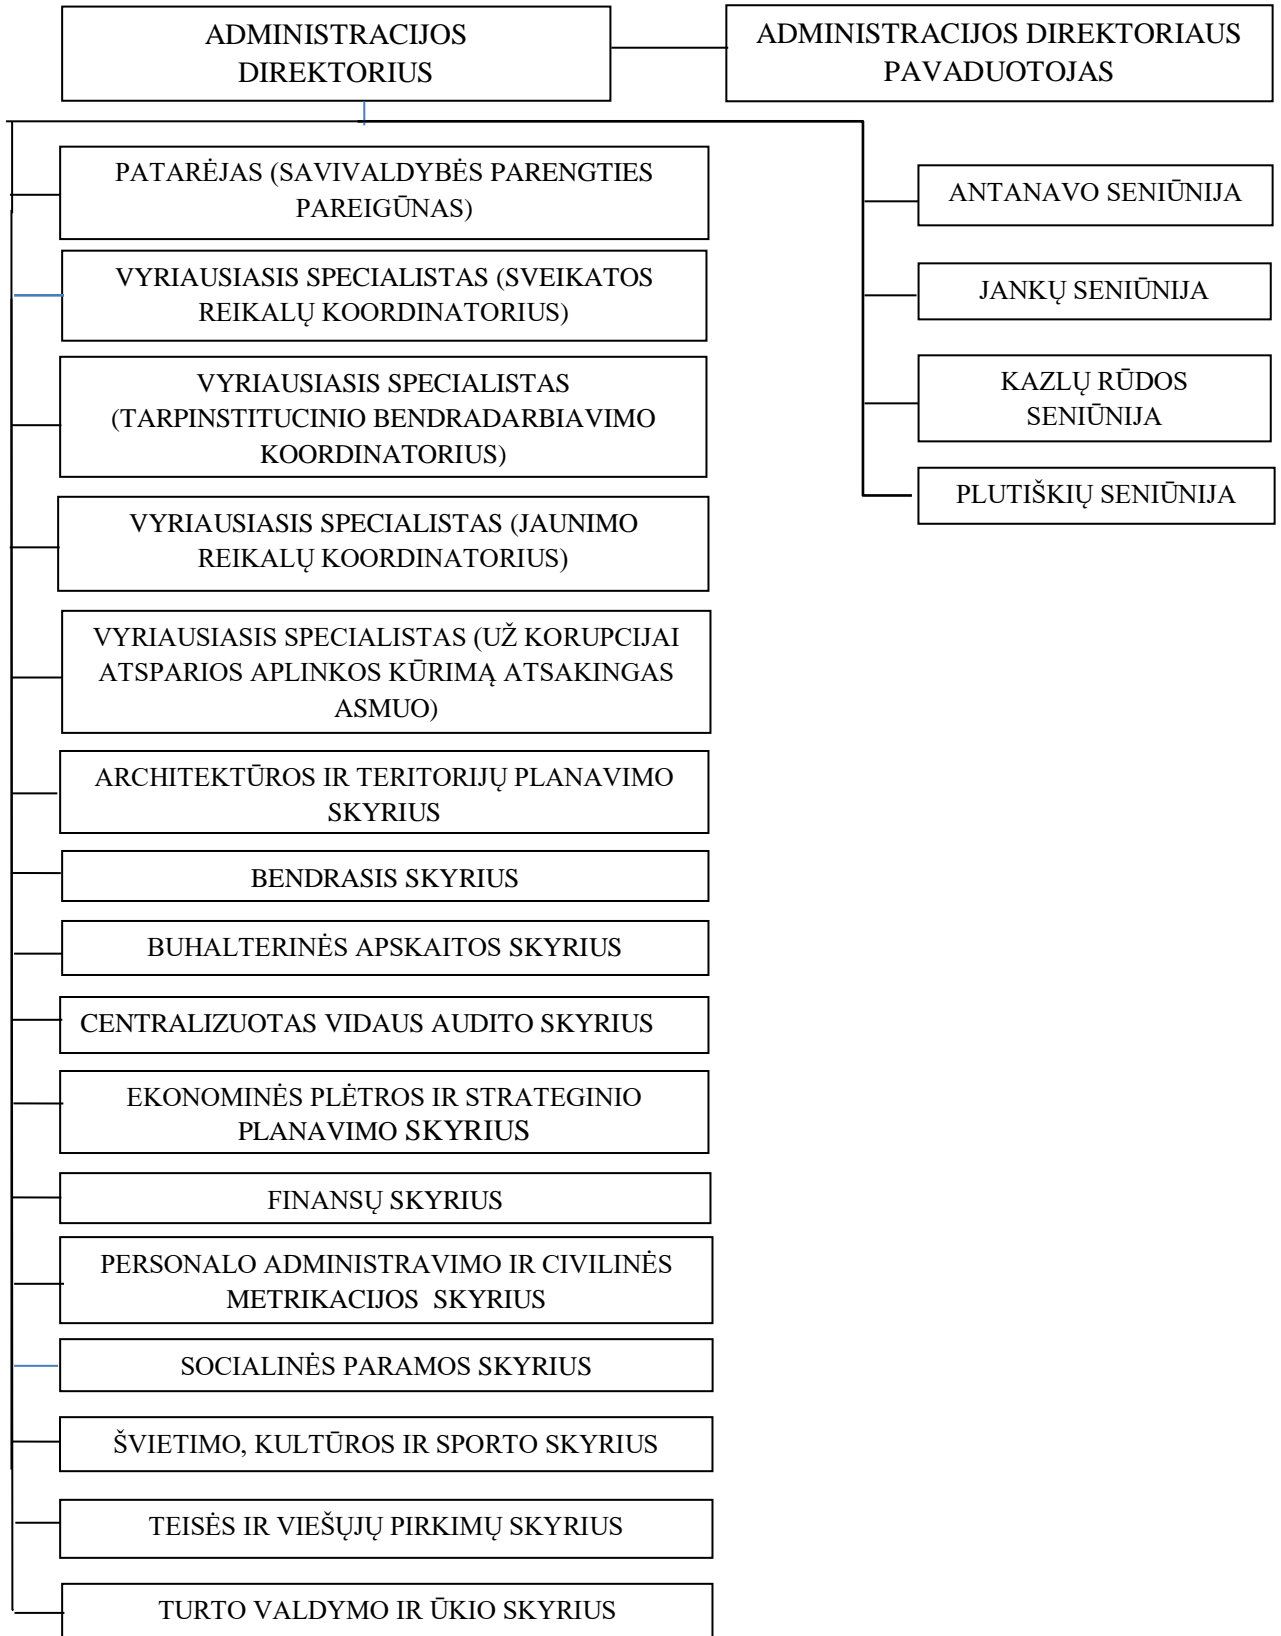 ADMINISTRACIJOS
DIREKTORIUS
ADMINISTRACIJOS DIREKTORIAUS
PAVADUOTOJAS
PATARĖJAS (SAVIVALDYBĖS PARENGTIES
PAREIGŪNAS)
VYRIAUSIASIS SPECIALISTAS (SVEIKATOS
REIKALŲ KOORDINATORIUS)
VYRIAUSIASIS SPECIALISTAS
(TARPINSTITUCINIO BENDRADARBIAVIMO
KOORDINATORIUS)
VYRIAUSIASIS SPECIALISTAS (JAUNIMO
REIKALŲ KOORDINATORIUS)
VYRIAUSIASIS SPECIALISTAS (UŽ KORUPCIJAI
ATSPARIOS APLINKOS KŪRIMĄ ATSAKINGAS
ASMUO)
ARCHITEKTŪROS IR TERITORIJŲ PLANAVIMO
SKYRIUS
BENDRASIS SKYRIUS
BUHALTERINĖS APSKAITOS SKYRIUS
CENTRALIZUOTAS VIDAUS AUDITO SKYRIUS
EKONOMINĖS PLĖTROS IR STRATEGINIO
PLANAVIMO SKYRIUS
FINANSŲ SKYRIUS
PERSONALO ADMINISTRAVIMO IR CIVILINĖS
METRIKACIJOS SKYRIUS
SOCIALINĖS PARAMOS SKYRIUS
ŠVIETIMO, KULTŪROS IR SPORTO SKYRIUS
TEISĖS IR VIEŠŲJŲ PIRKIMŲ SKYRIUS
TURTO VALDYMO IR ŪKIO SKYRIUS
ANTANAVO SENIŪNIJA
JANKŲ SENIŪNIJA
KAZLŲ RŪDOS
SENIŪNIJA
PLUTIŠKIŲ SENIŪNIJA